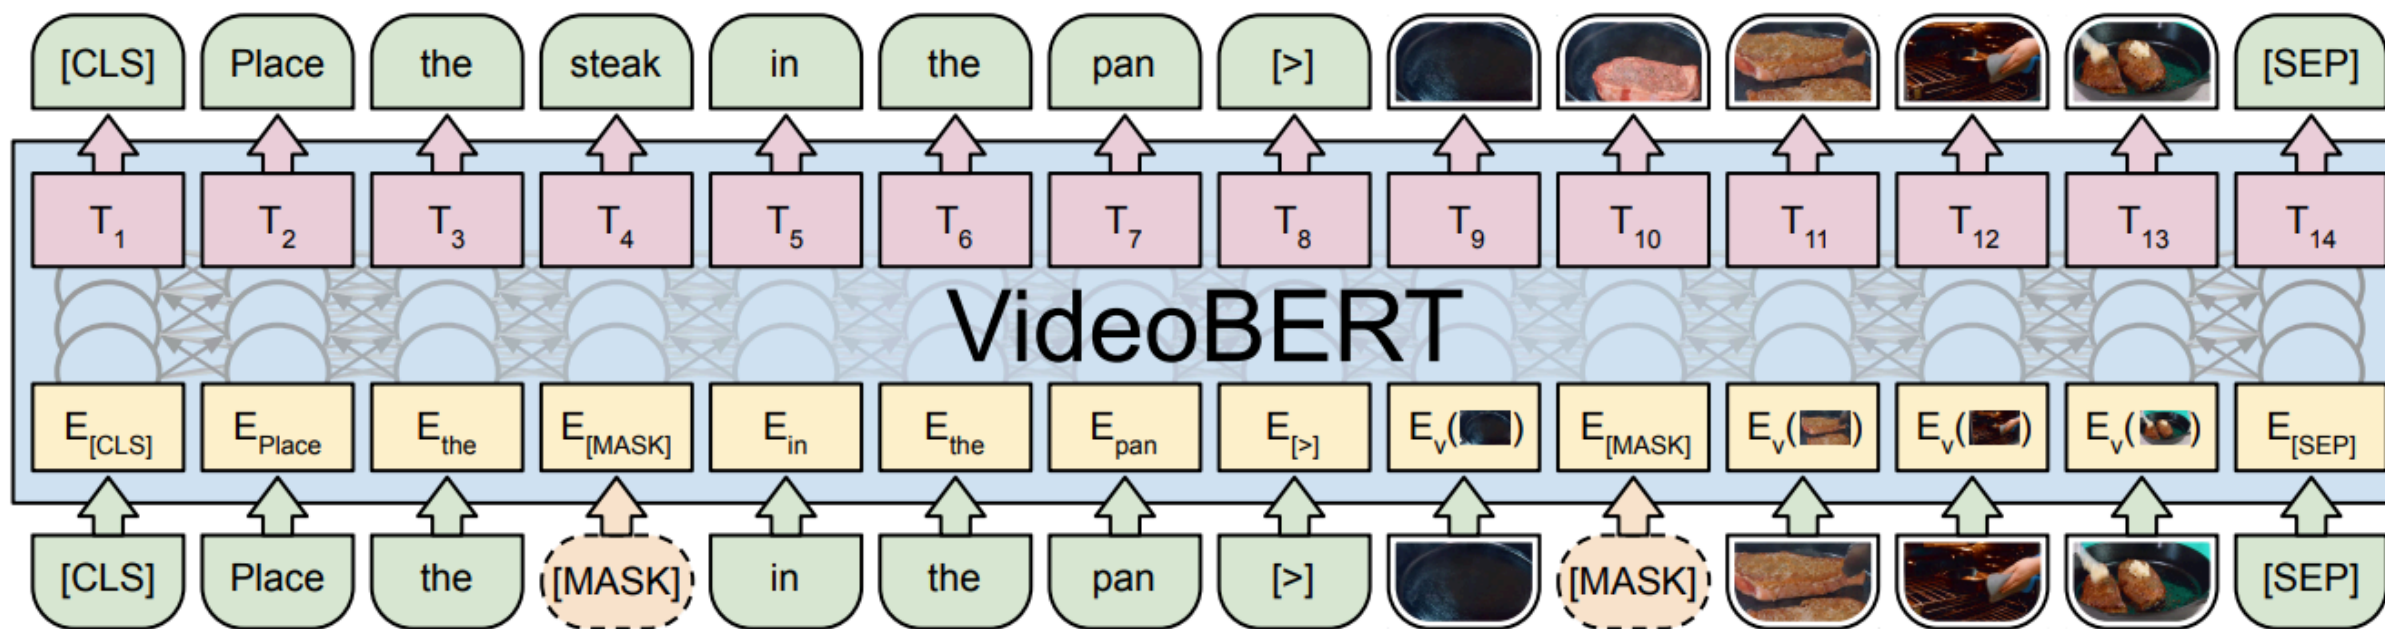 [CLS] Place the steak in the pan [>] [SEP]
T1 T2 T3 T4 T5 T6 T7 T8 T9 T10 T11 T12 T13 T14
VideoBERT
E[CLS] EPlace Ethe E[MASK] Ein Ethe Epan E[>] Ev( ) E[MASK] Ev( ) Ev( ) Ev( ) E[SEP]
[CLS] Place the [MASK] in the pan [>] [MASK] [SEP]